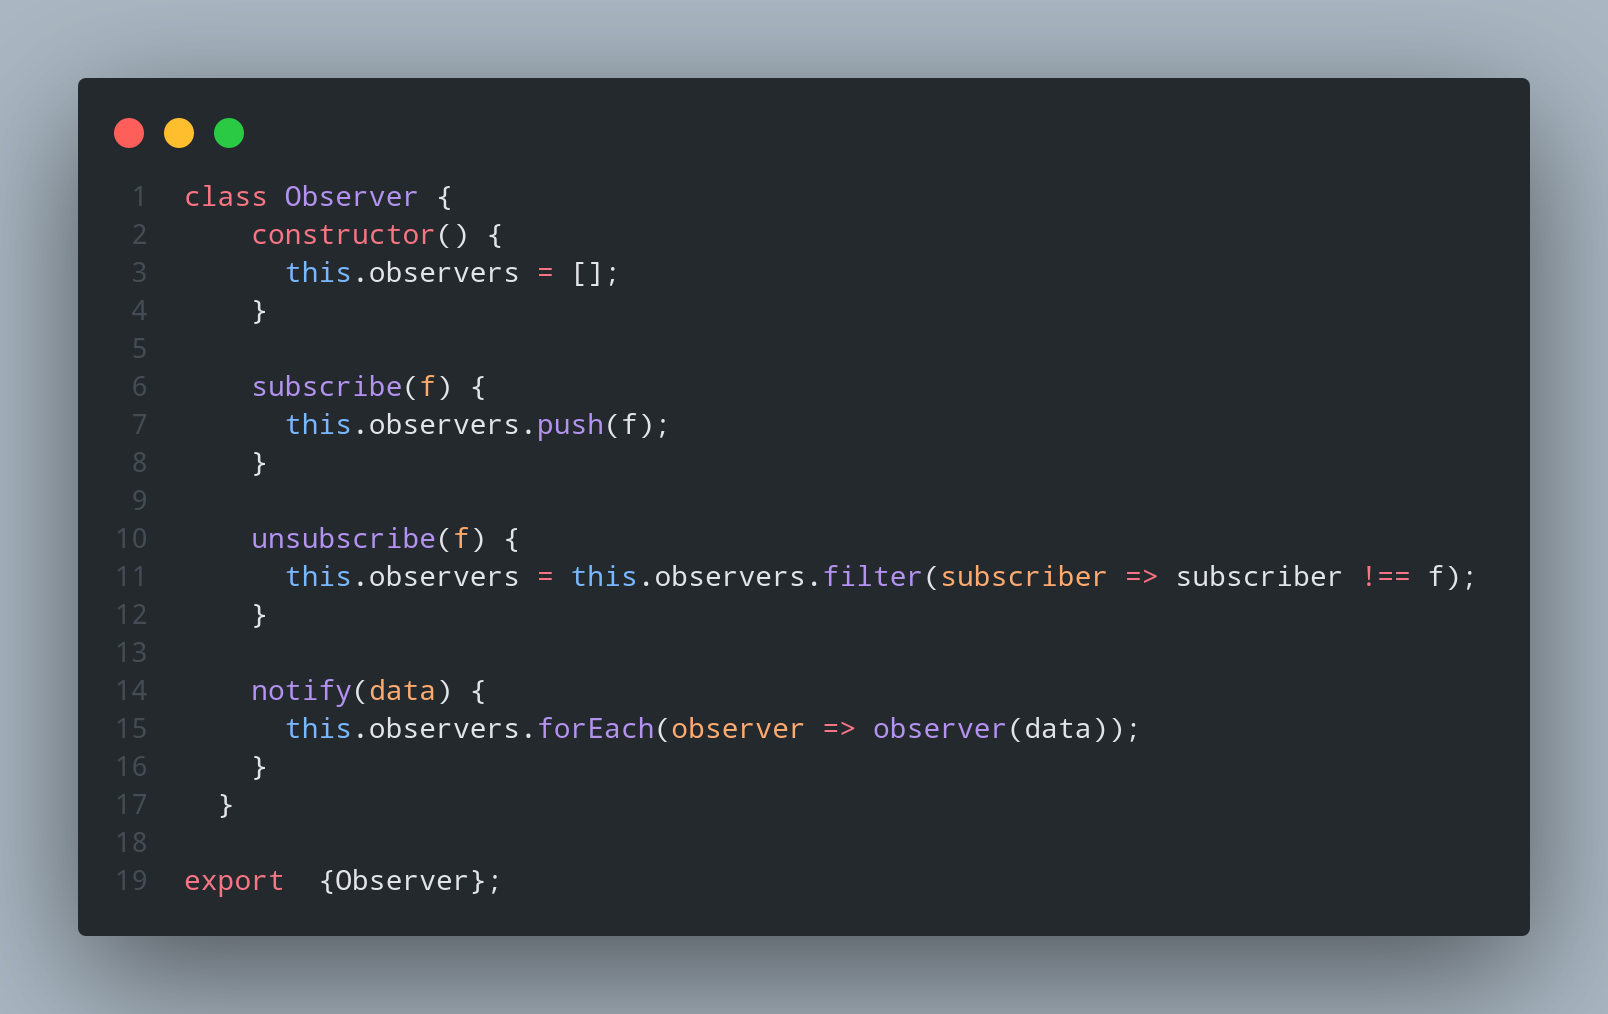 1 class Observer {
2     constructor() {
3       this.observers = [];
4     }
5
6     subscribe(f) {
7       this.observers.push(f);
8     }
9
10     unsubscribe(f) {
11       this.observers = this.observers.filter(subscriber => subscriber !== f);
12     }
13
14     notify(data) {
15       this.observers.forEach(observer => observer(data));
16     }
17   }
18
19 export  {Observer};